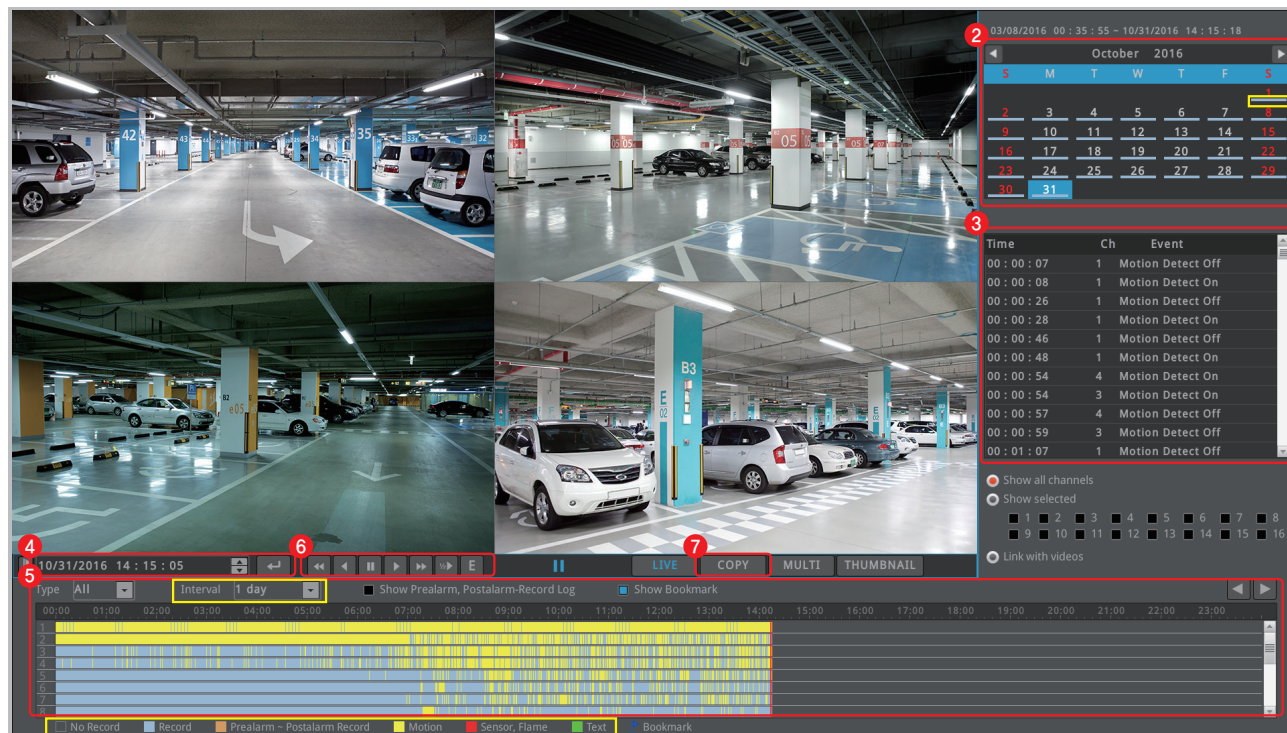 03/08/2016 00 : 35 : 55 ~ 10/31/2016 14 : 15 : 18
2
October 2016
S M T W T F S
1
2 3 4 5 6 7 8
9 10 11 12 13 14 15
16 17 18 19 20 21 22
23 24 25 26 27 28 29
30 31
3
Time Ch Event
00 : 00 : 07 1 Motion Detect Off
00 : 00 : 08 1 Motion Detect On
00 : 00 : 26 1 Motion Detect Off
00 : 00 : 28 1 Motion Detect On
00 : 00 : 46 1 Motion Detect Off
00 : 00 : 48 1 Motion Detect On
00 : 00 : 54 4 Motion Detect On
00 : 00 : 54 3 Motion Detect On
00 : 00 : 57 4 Motion Detect Off
00 : 00 : 59 3 Motion Detect Off
00 : 01 : 07 1 Motion Detect Off
Show all channels
Show selected
1 2 3 4 5 6 7 8
9 10 11 12 13 14 15 16
Link with videos
42 43 34 35 33 32
05 05 05 05
B2
e05
B3
E
02
E
4 6 7
10/31/2016 14 : 15 : 05 E LIVE COPY MULTI THUMBNAIL
5
Type All Interval 1 day Show Prealarm, Postalarm-Record Log Show Bookmark
00:00 01:00 02:00 03:00 04:00 05:00 06:00 07:00 08:00 09:00 10:00 11:00 12:00 13:00 14:00 15:00 16:00 17:00 18:00 19:00 20:00 21:00 22:00 23:00
1
2
3
4
5
6
7
8
No Record Record Prealarm ~ Postalarm Record Motion Sensor, Flame Text Bookmark